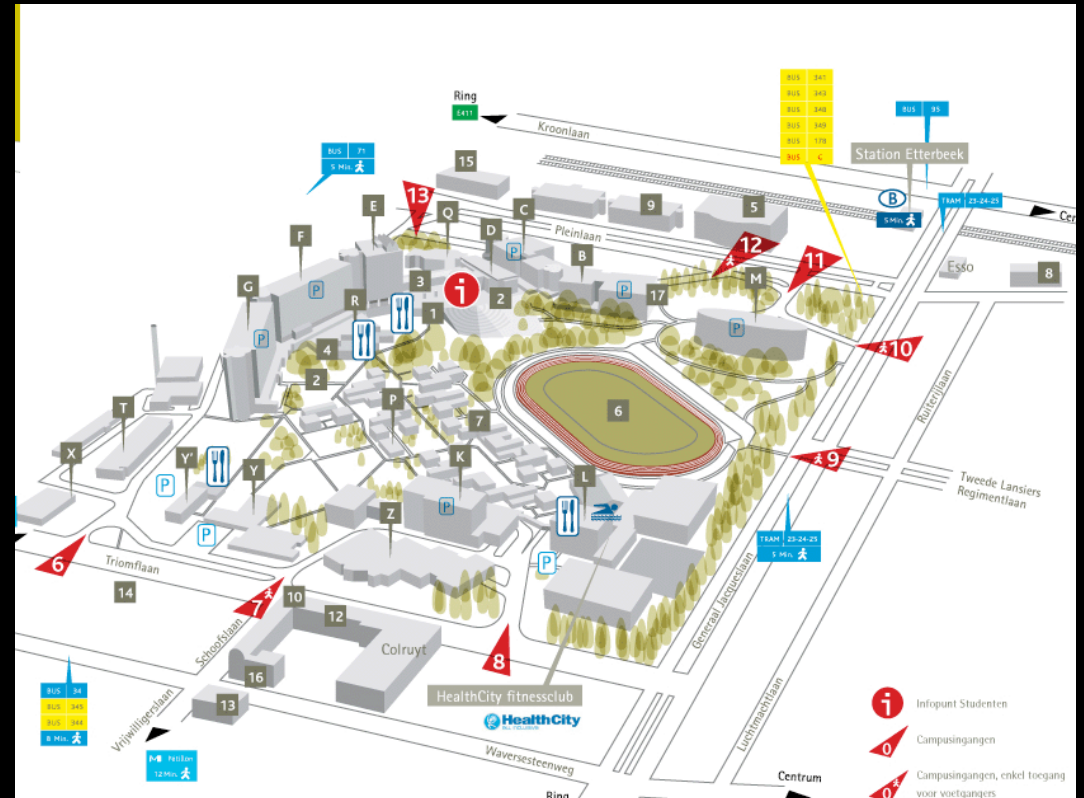 BUS 341
BUS 343
BUS 348
BUS 349
BUS 178
BUS C
Ring
E411
Kroonlaan
BUS 95
Station Etterbeek
BUS 71
5 Min.
B
5 Min.
TRAM 23-24-25
15
9
5
Esso
8
13
Q
C
E
D
Pleinlaan
B
12
11
M
F
P
G
R
3
i
2
17
1
4
10
P
P
P
P
2
P
7
6
Ruiterijlaan
T
X
Y'
Y
K
L
9
Tweede Lansiers
Regimentlaan
P
P
Z
P
P
TRAM 23-24-25
5 Min.
6
Triomflaan
14
7
10
12
Colruyt
8
Generaal Jacqueslaan
Schoofslaan
16
13
HealthCity fitnessclub
HealthCity
Luchtmachtlaan
BUS 34
BUS 345
BUS 344
8 Min.
Vrijwilligerslaan
M Petillon
12 Min.
Waversesteenweg
Ring
Centrum
i Infopunt Studenten
0 Campusingangen
0 Campusingangen, enkel toegang
voor voetgangers